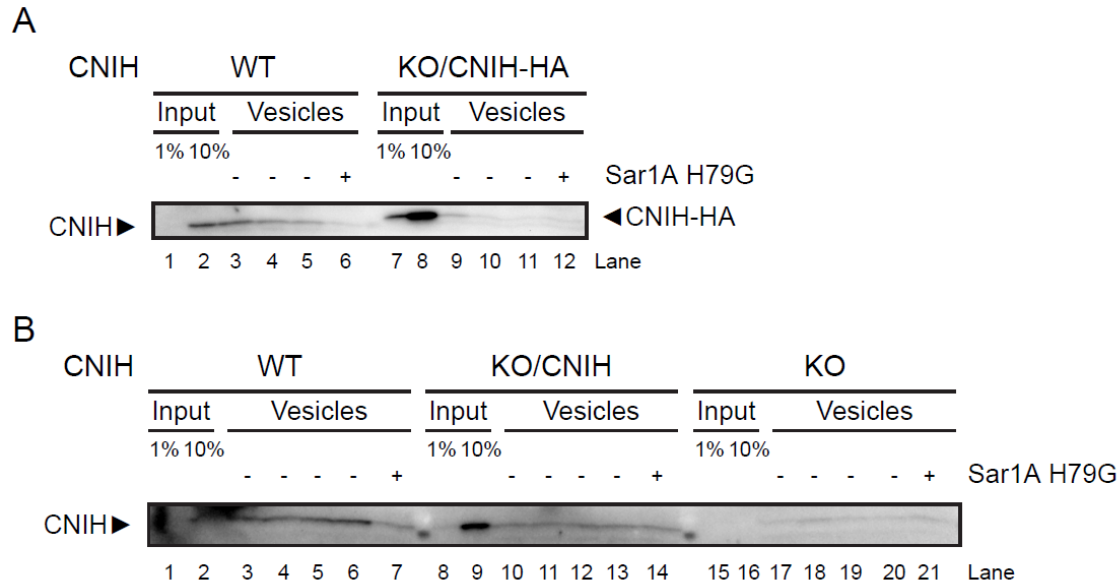 A
CNIH WT KO/CNIH-HA
Input Vesicles Input Vesicles
1% 10% 1% 10%
- - - + - - - + Sar1A H79G
CNIH► ◄CNIH-HA
1 2 3 4 5 6 7 8 9 10 11 12 Lane
B
CNIH WT KO/CNIH KO
Input Vesicles Input Vesicles Input Vesicles
1% 10% 1% 10% 1% 10%
- - - - + - - - - + - - - - + Sar1A H79G
CNIH►
1 2 3 4 5 6 7 8 9 10 11 12 13 14 15 16 17 18 19 20 21 Lane